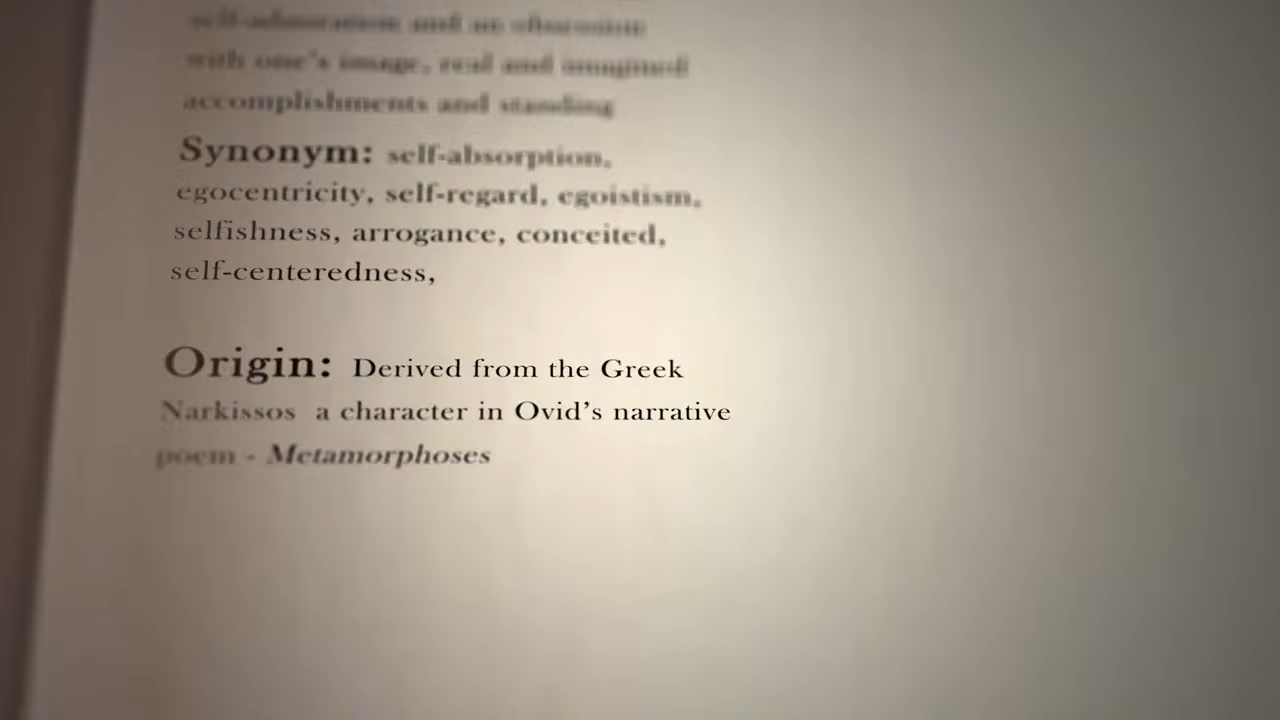 self-admiration and an obsession
with one's image, real and imagined
accomplishments and standing
Synonym: self-absorption,
egocentricity, self-regard, egoistism,
selfishness, arrogance, conceited,
self-centeredness,
Origin: Derived from the Greek
Narkissos a character in Ovid's narrative
poem - Metamorphoses